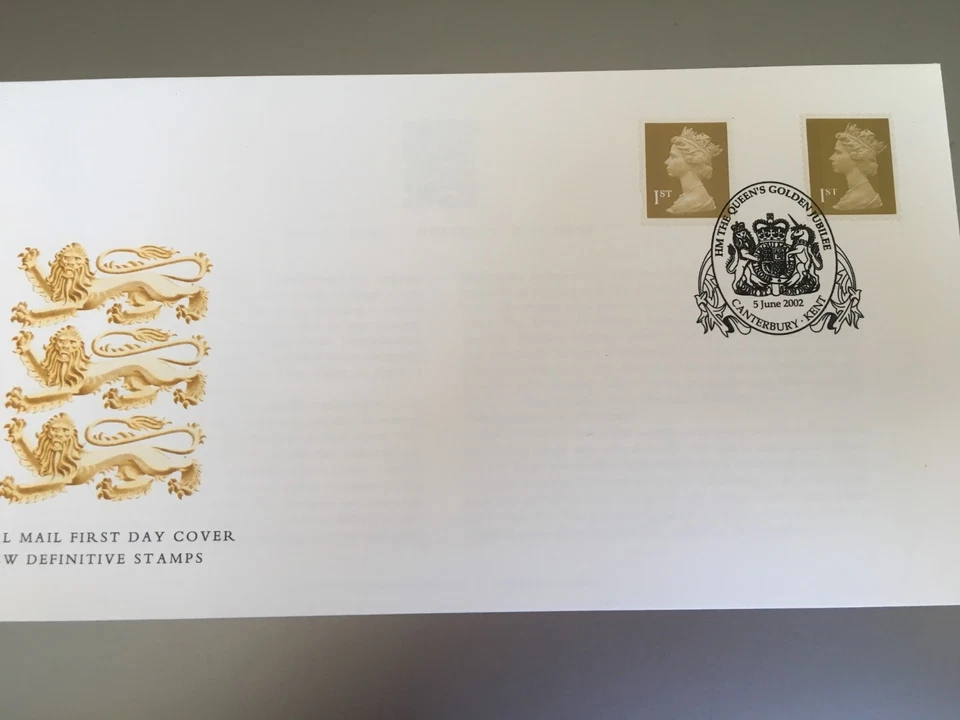 1ST
1ST
HM THE QUEEN'S GOLDEN JUBILEE
5 June 2002
CANTERBURY · KENT
L MAIL FIRST DAY COVER
W DEFINITIVE STAMPS